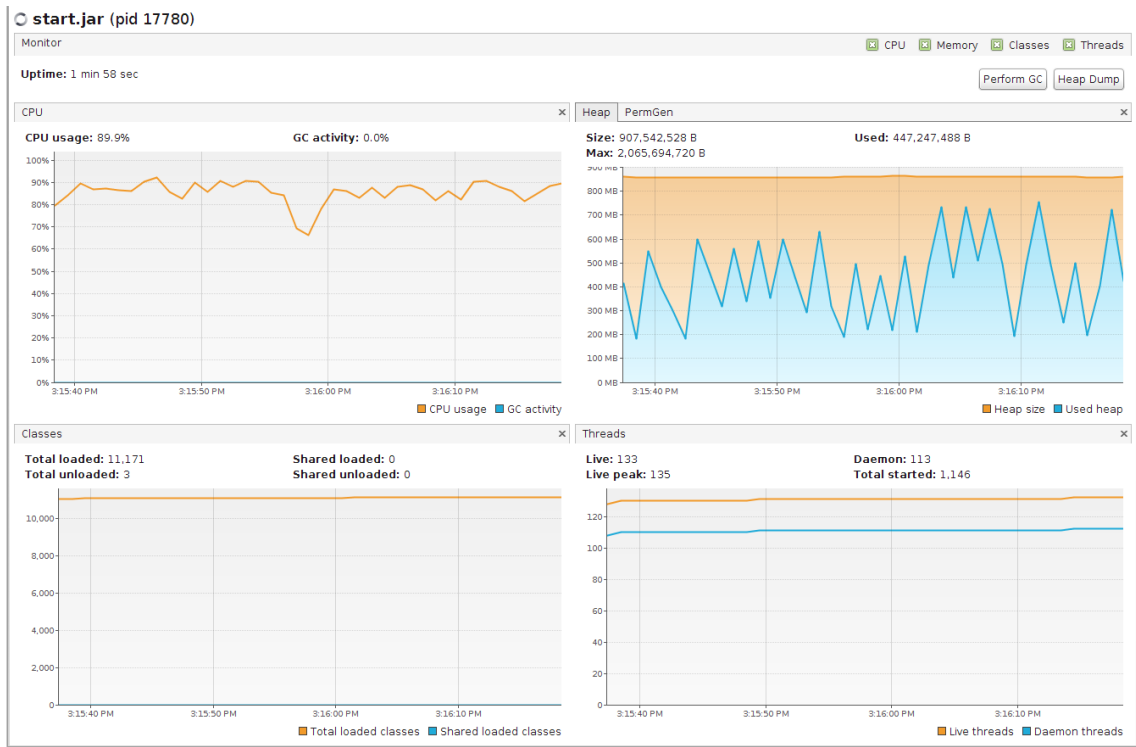 start.jar (pid 17780)
Monitor
CPU Memory Classes Threads
Uptime: 1 min 58 sec
Perform GC Heap Dump
CPU
CPU usage: 89.9% GC activity: 0.0%
100%
90%
80%
70%
60%
50%
40%
30%
20%
10%
0%
3:15:40 PM 3:15:50 PM 3:16:00 PM 3:16:10 PM
CPU usage GC activity
Heap PermGen
Size: 907,542,528 B Used: 447,247,488 B
Max: 2,065,694,720 B
900 MB
800 MB
700 MB
600 MB
500 MB
400 MB
300 MB
200 MB
100 MB
0 MB
3:15:40 PM 3:15:50 PM 3:16:00 PM 3:16:10 PM
Heap size Used heap
Classes
Total loaded: 11,171 Shared loaded: 0
Total unloaded: 3 Shared unloaded: 0
10,000
8,000
6,000
4,000
2,000
0
3:15:40 PM 3:15:50 PM 3:16:00 PM 3:16:10 PM
Total loaded classes Shared loaded classes
Threads
Live: 133 Daemon: 113
Live peak: 135 Total started: 1,146
120
100
80
60
40
20
0
3:15:40 PM 3:15:50 PM 3:16:00 PM 3:16:10 PM
Live threads Daemon threads